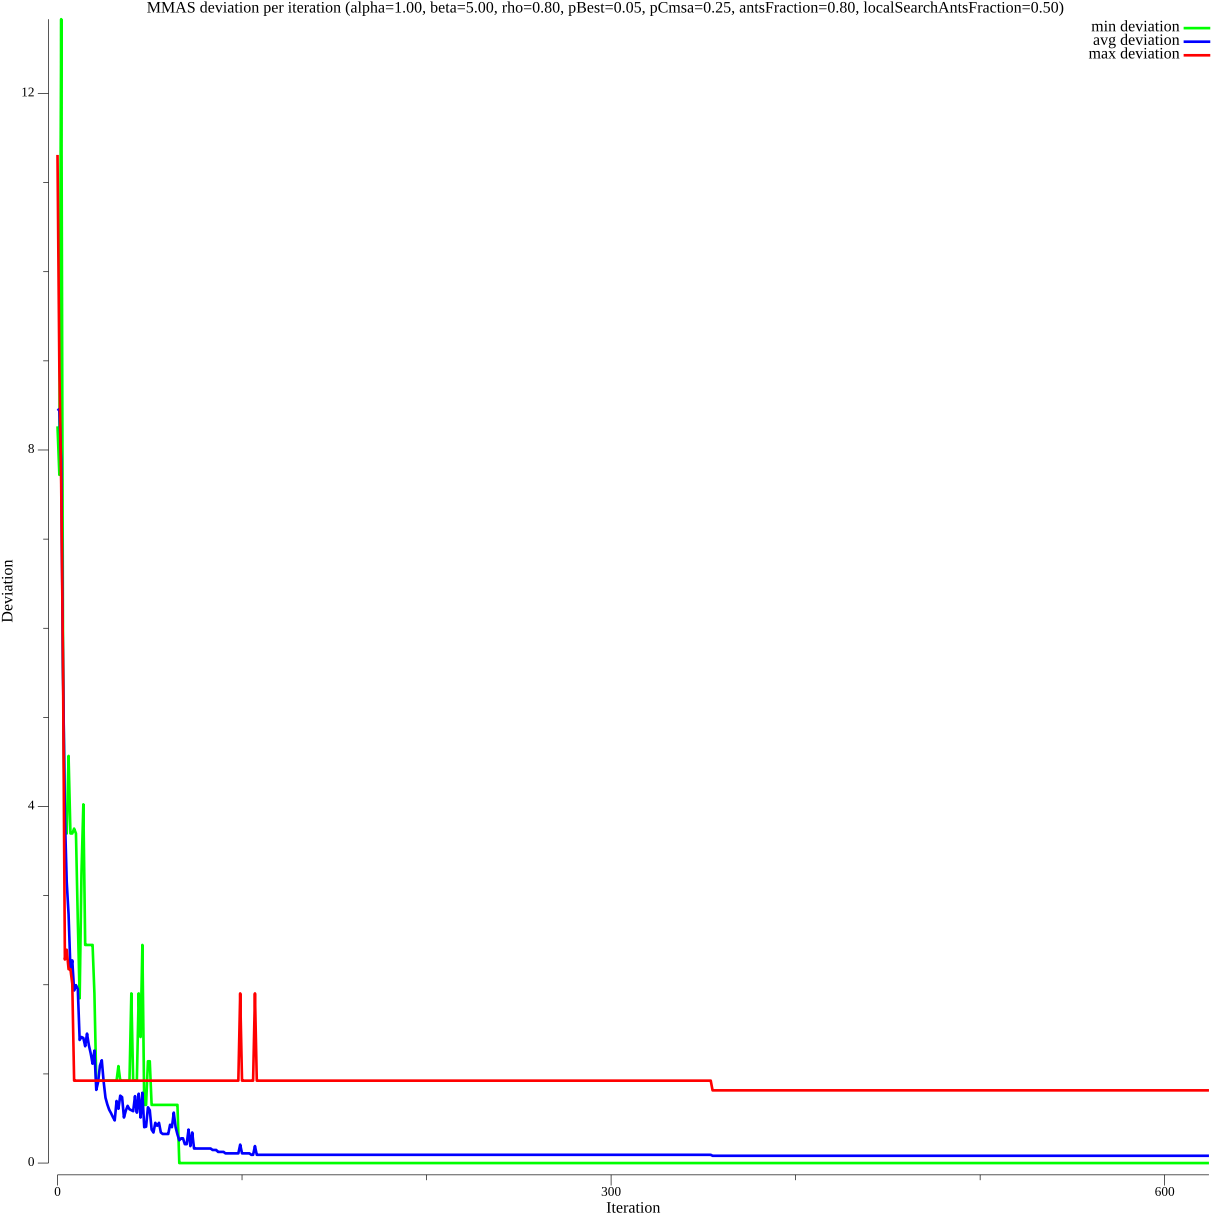 MMAS deviation per iteration (alpha=1.00, beta=5.00, rho=0.80, pBest=0.05, pCmsa=0.25, antsFraction=0.80, localSearchAntsFraction=0.50)
min deviation
avg deviation
max deviation
12
8
4
0
Deviation
0 300 600
Iteration